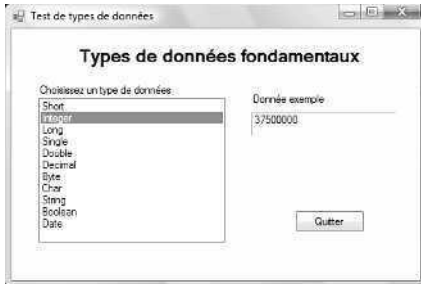 Test de types de données
Types de données fondamentaux
Choisissez un type de données
Short
Integer
Long
Single
Double
Decimal
Byte
Char
String
Boolean
Date
Donnée exemple
37500000
Quitter